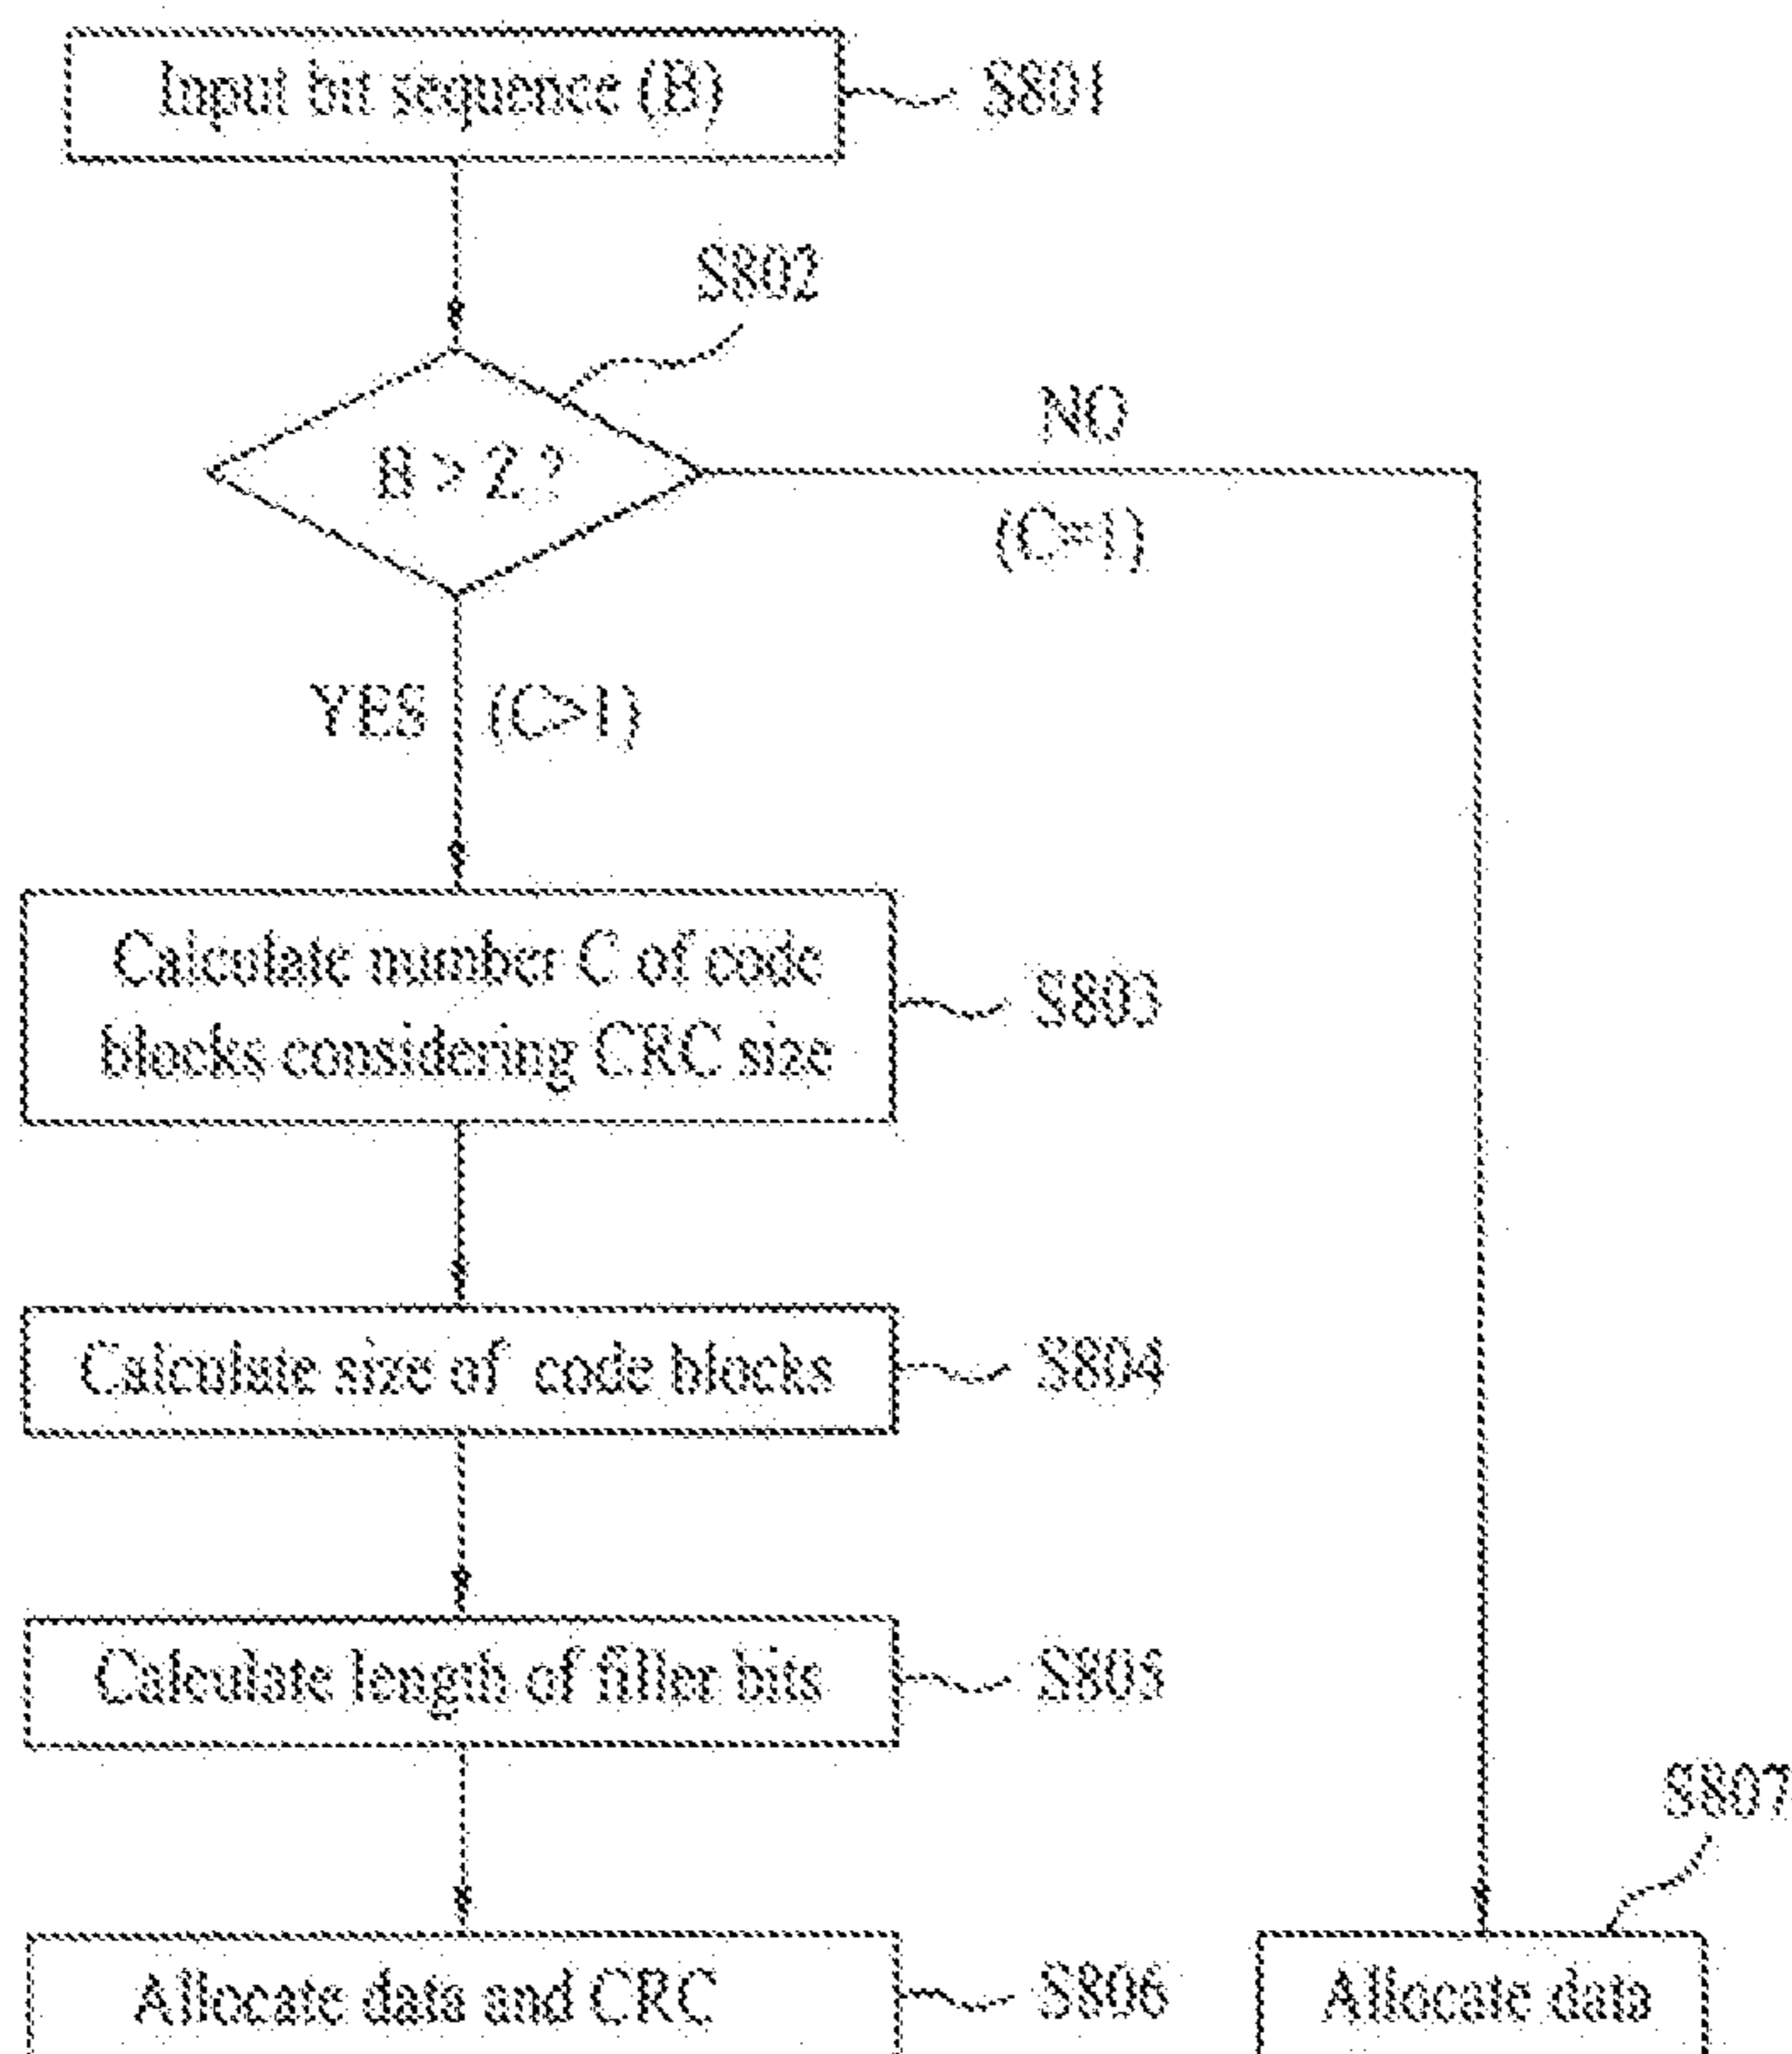 Input bit sequence (B)
S801
S802
B > Z ?
NO
(C=1)
YES (C>1)
Calculate number C of code
blocks considering CRC size
S803
Calculate size of code blocks
S804
Calculate length of filler bits
S805
S807
Allocate data and CRC
S806
Allocate data